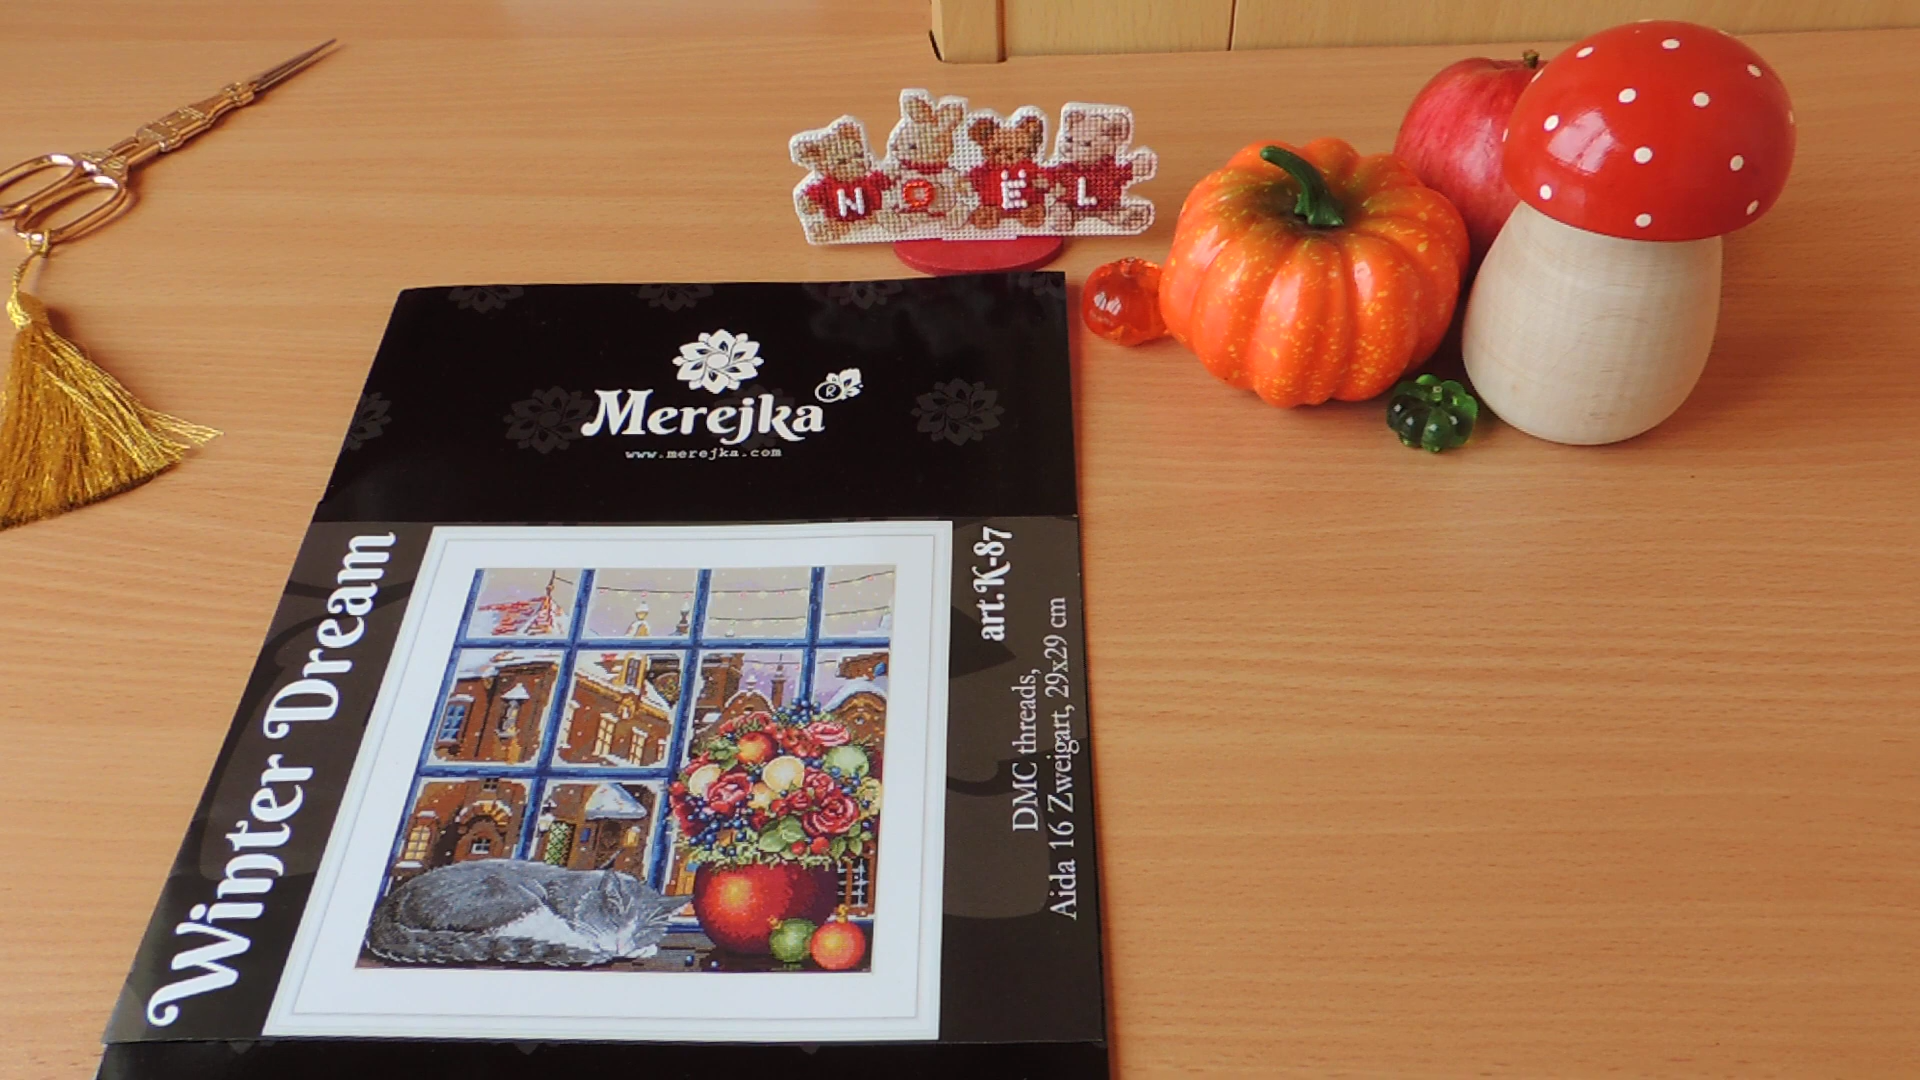 NOËL
Merejka
R
www.merejka.com
Winter Dream
art.K-87
DMC threads,
Aida 16 Zweigart, 29x29 cm